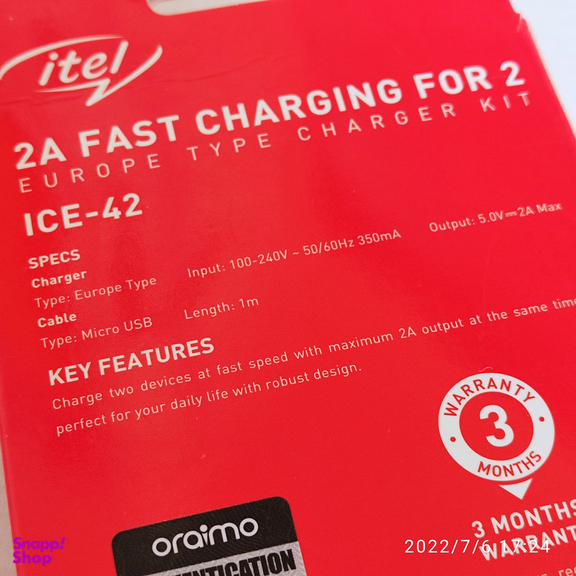 itel
2A FAST CHARGING FOR 2
EUROPE TYPE CHARGER KIT
ICE-42
SPECS
Charger
Type: Europe Type Input: 100-240V ~ 50/60Hz 350mA Output: 5.0V⎓2A Max
Cable
Type: Micro USB Length: 1m
KEY FEATURES
Charge two devices at fast speed with maximum 2A output at the same time
perfect for your daily life with robust design.
WARRANTY
3
MONTHS
3 MONTHS
WARRANT
oraimo
2022/7/6 17:24
Snapp!
Shop